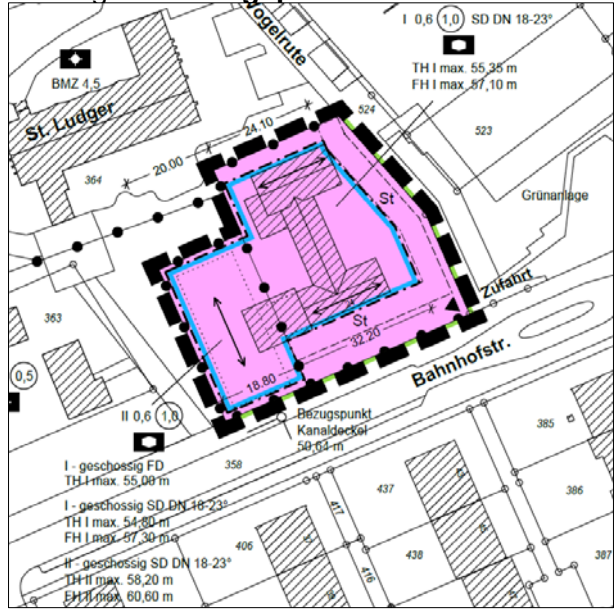 Vogelrute
I 0,6 1,0 SD DN 18-23°
TH I max. 55,35 m
FH I max. 57,10 m
BMZ 4,5
St. Ludger
524
523
24.10
20.00
364
St
Grünanlage
Zufahrt
363
St
32.20
Bahnhofstr.
0,5
18.80
II 0,6 1,0
Bezugspunkt
Kanaldeckel
50,64 m
385
I - geschossig FD
TH I max. 55,00 m
358
437
386
I - geschossig SD DN 18-23°
TH I max. 54,80 m
FH I max. 57,30 m
417
406
438
387
II - geschossig SD DN 18-23°
TH II max. 58,20 m
FH II max. 60,60 m
416